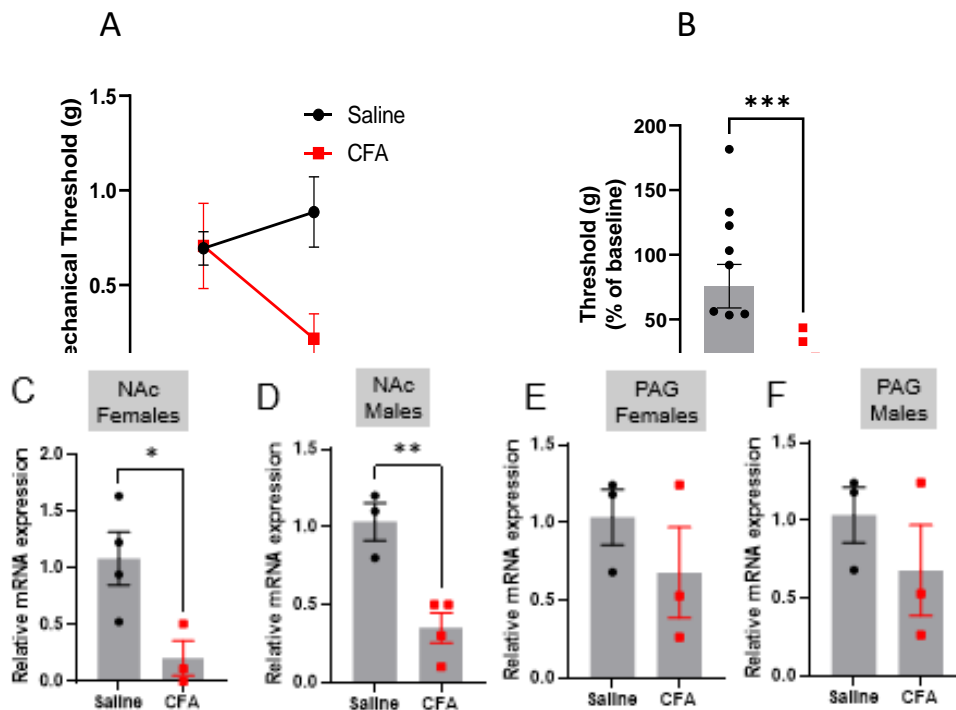 A
B
1.5
1.0
0.5
echanical Threshold (g)
Saline
CFA
***
200
150
100
50
Threshold (g)
(% of baseline)
C
NAc
Females
2.0
1.5
1.0
0.5
0.0
Relative mRNA expression
*
Saline
CFA
D
NAc
Males
1.5
1.0
0.5
0.0
Relative mRNA expression
**
Saline
CFA
E
PAG
Females
1.5
1.0
0.5
0.0
Relative mRNA expression
Saline
CFA
F
PAG
Males
1.5
1.0
0.5
0.0
Relative mRNA expression
Saline
CFA